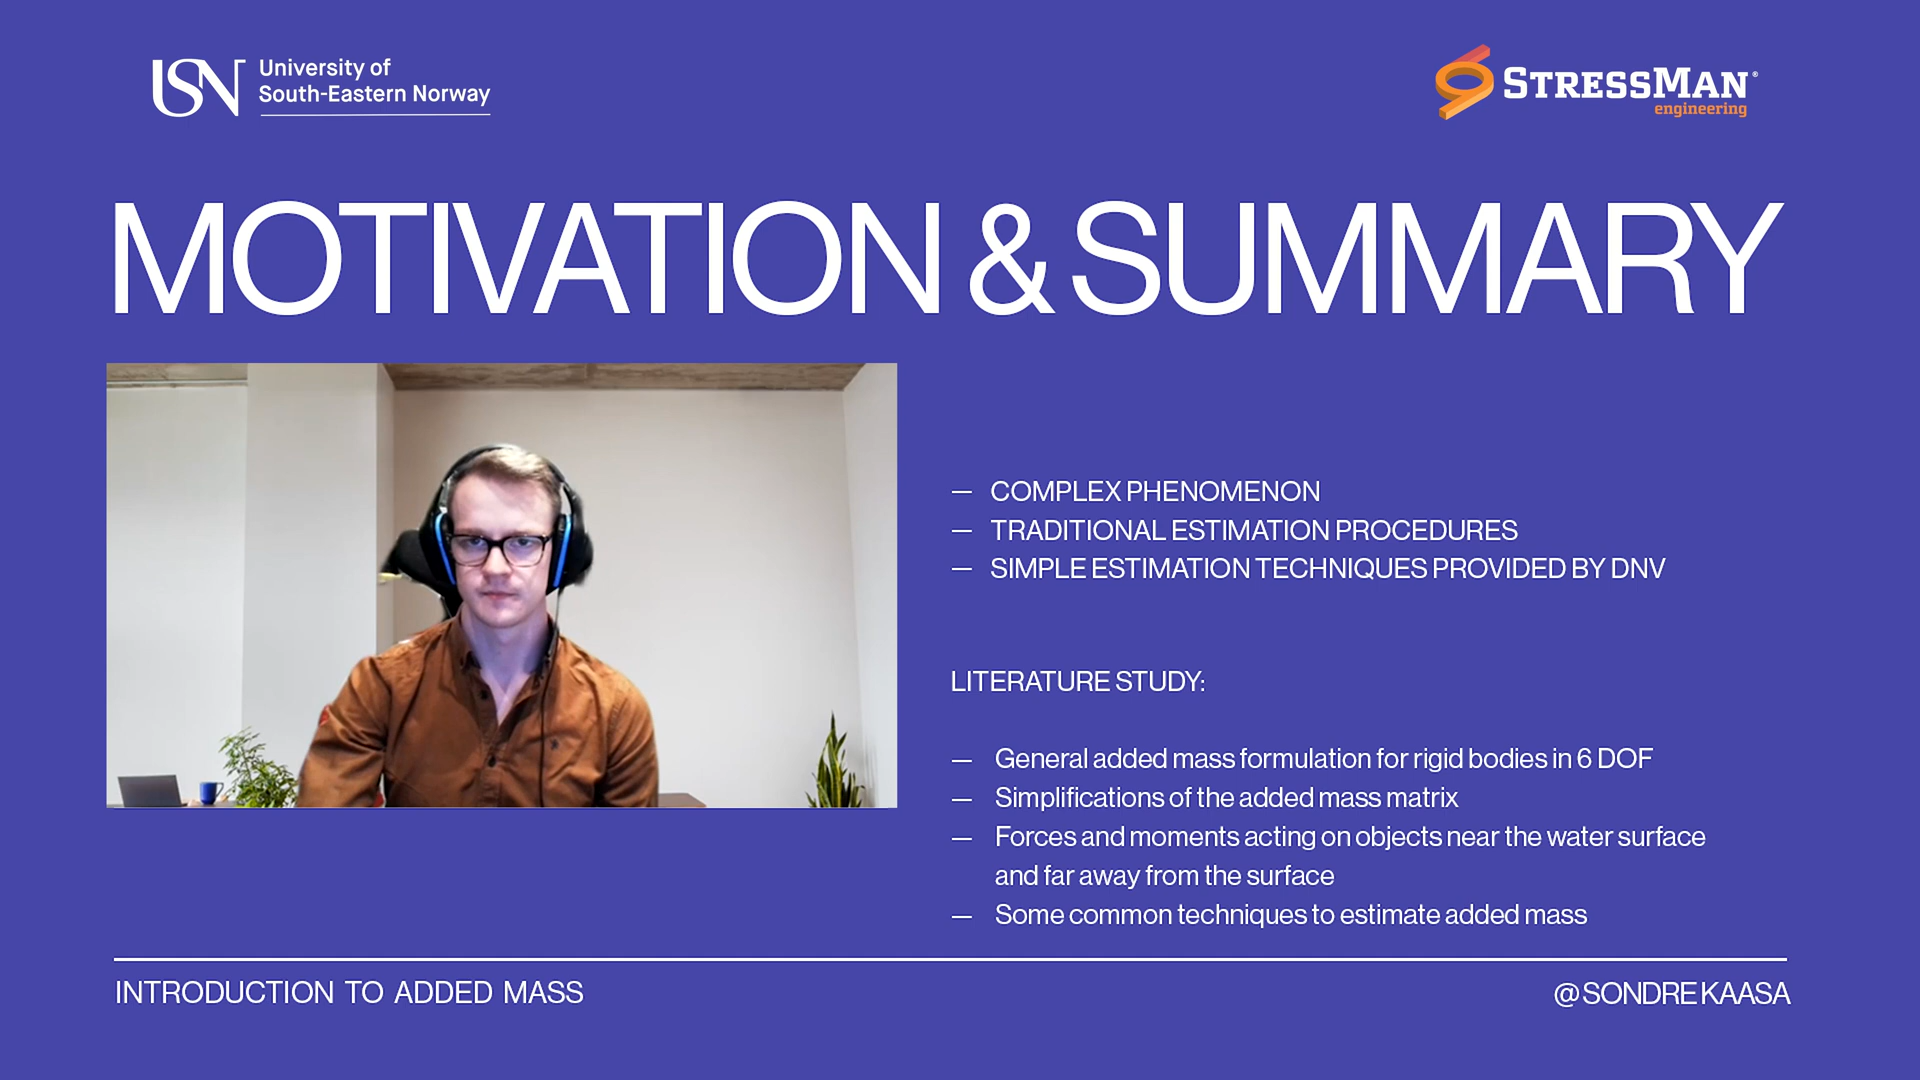 USN University of
South-Eastern Norway
STRESSMAN®
engineering
MOTIVATION & SUMMARY
— COMPLEX PHENOMENON
— TRADITIONAL ESTIMATION PROCEDURES
— SIMPLE ESTIMATION TECHNIQUES PROVIDED BY DNV
LITERATURE STUDY:
— General added mass formulation for rigid bodies in 6 DOF
— Simplifications of the added mass matrix
— Forces and moments acting on objects near the water surface
and far away from the surface
— Some common techniques to estimate added mass
INTRODUCTION TO ADDED MASS
@SONDRE KAASA